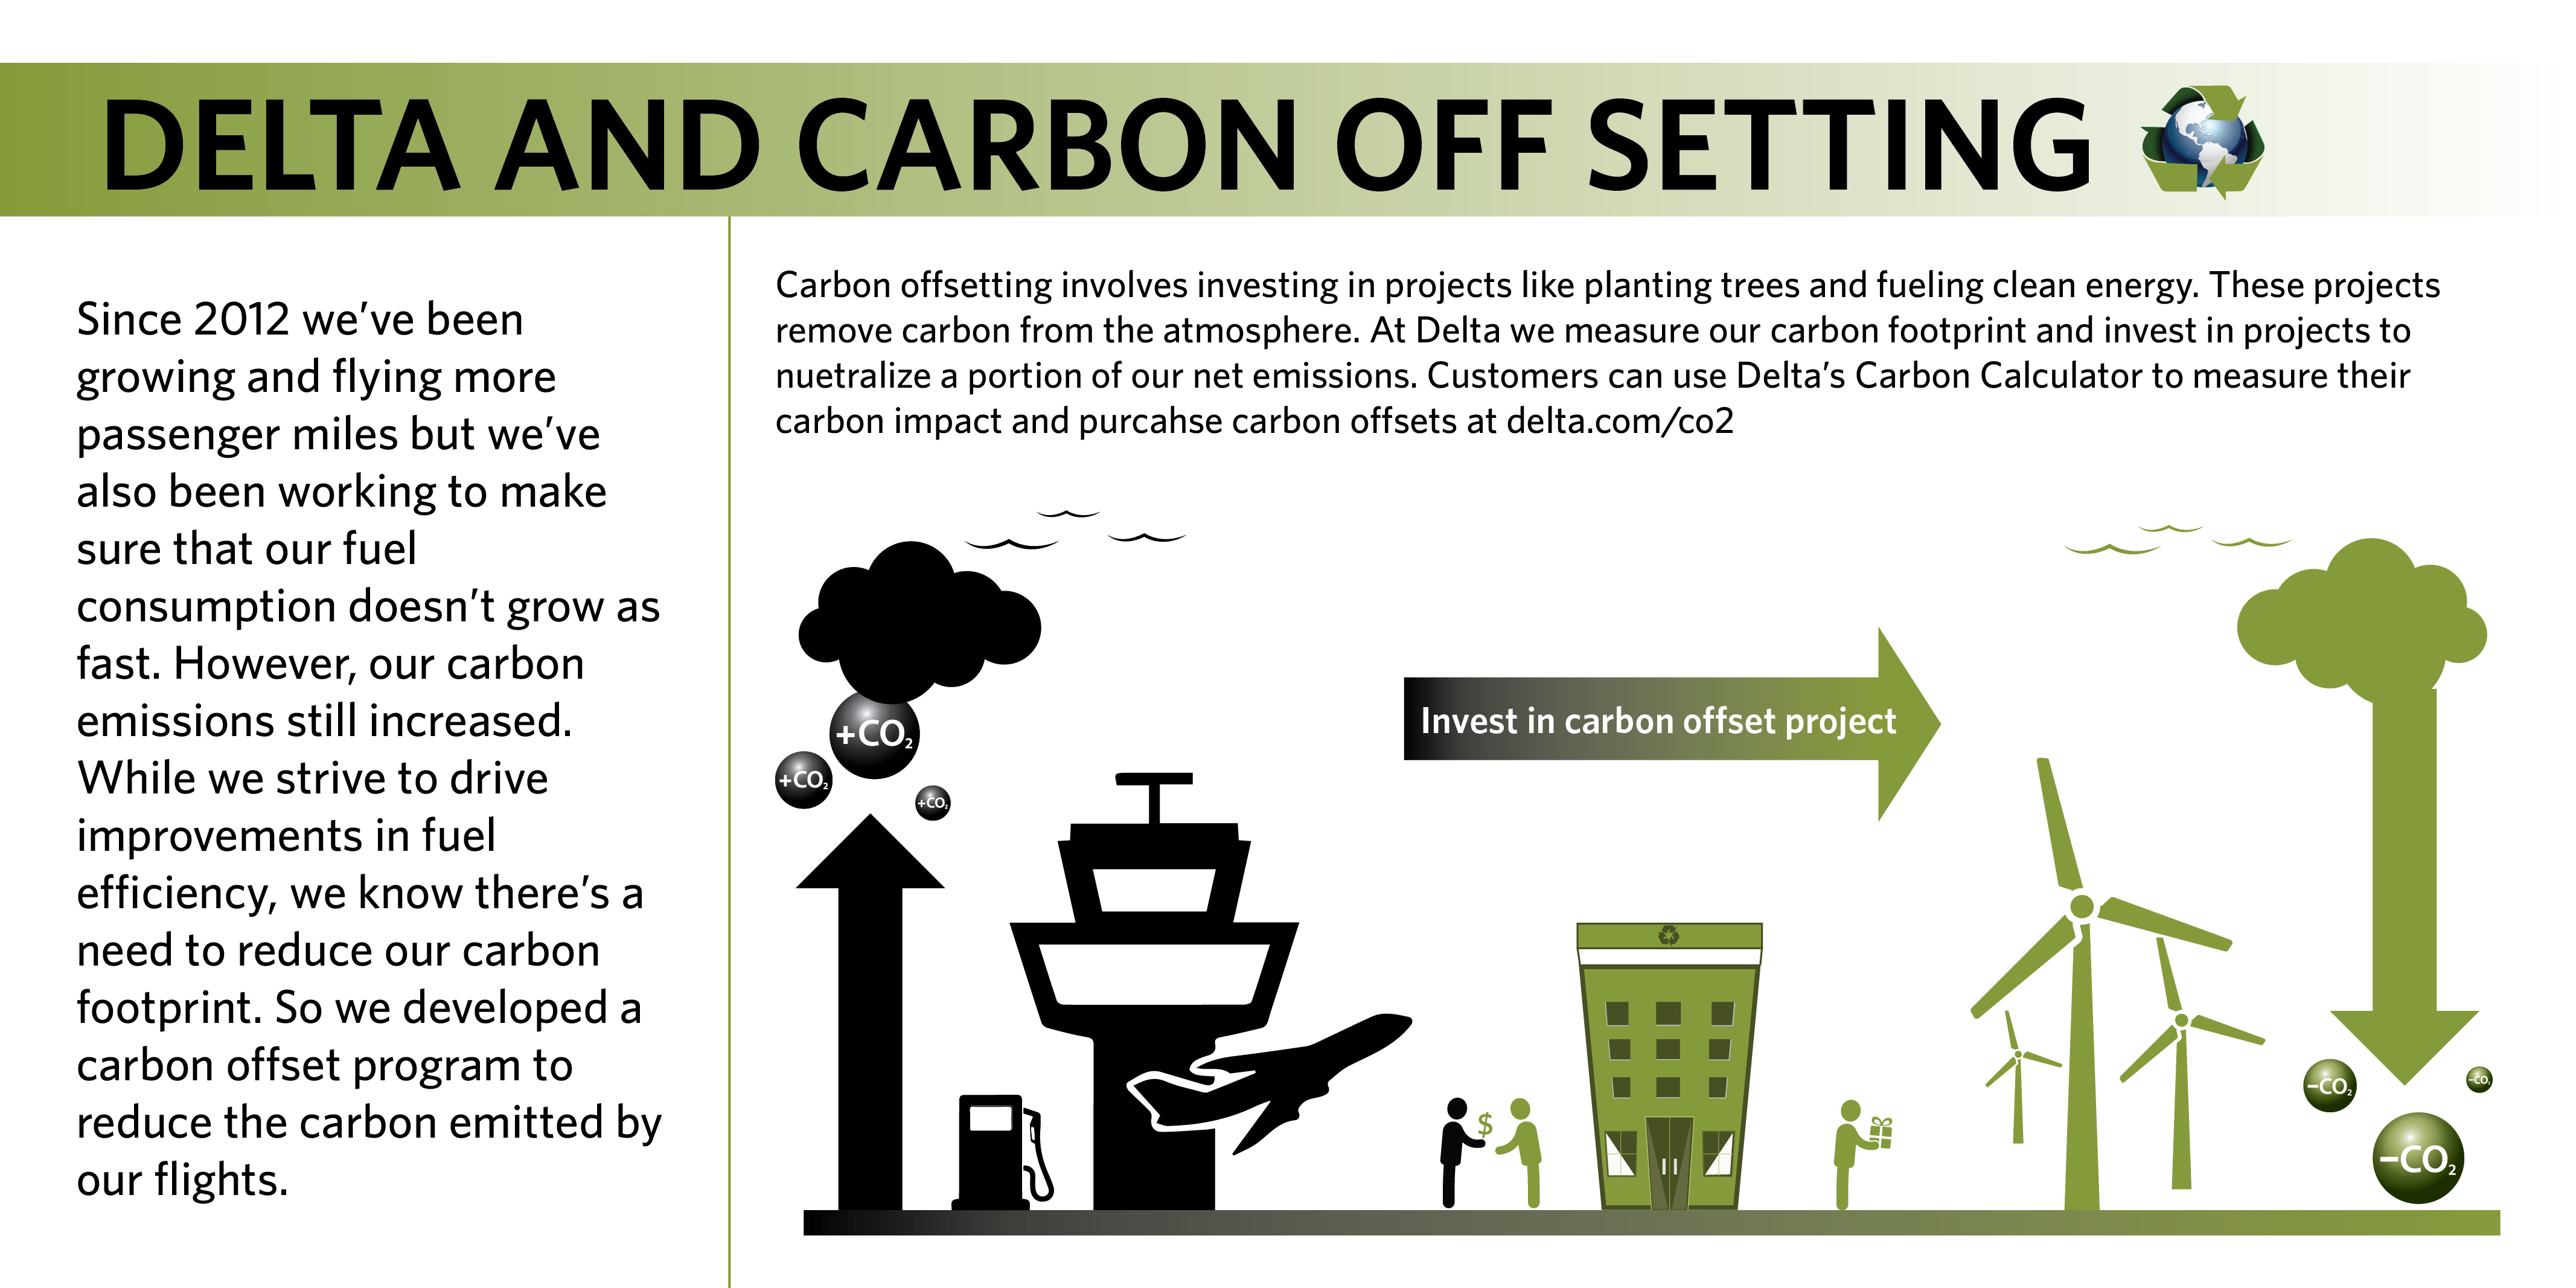 DELTA AND CARBON OFF SETTING
Since 2012 we've been
growing and flying more
passenger miles but we've
also been working to make
sure that our fuel
consumption doesn't grow as
fast. However, our carbon
emissions still increased.
While we strive to drive
improvements in fuel
efficiency, we know there's a
need to reduce our carbon
footprint. So we developed a
carbon offset program to
reduce the carbon emitted by
our flights.
Carbon offsetting involves investing in projects like planting trees and fueling clean energy. These projects
remove carbon from the atmosphere. At Delta we measure our carbon footprint and invest in projects to
nuetralize a portion of our net emissions. Customers can use Delta's Carbon Calculator to measure their
carbon impact and purcahse carbon offsets at delta.com/co2
+CO₂
+CO₂
+CO₂
Invest in carbon offset project
$
−CO₂
−CO₂
−CO₂